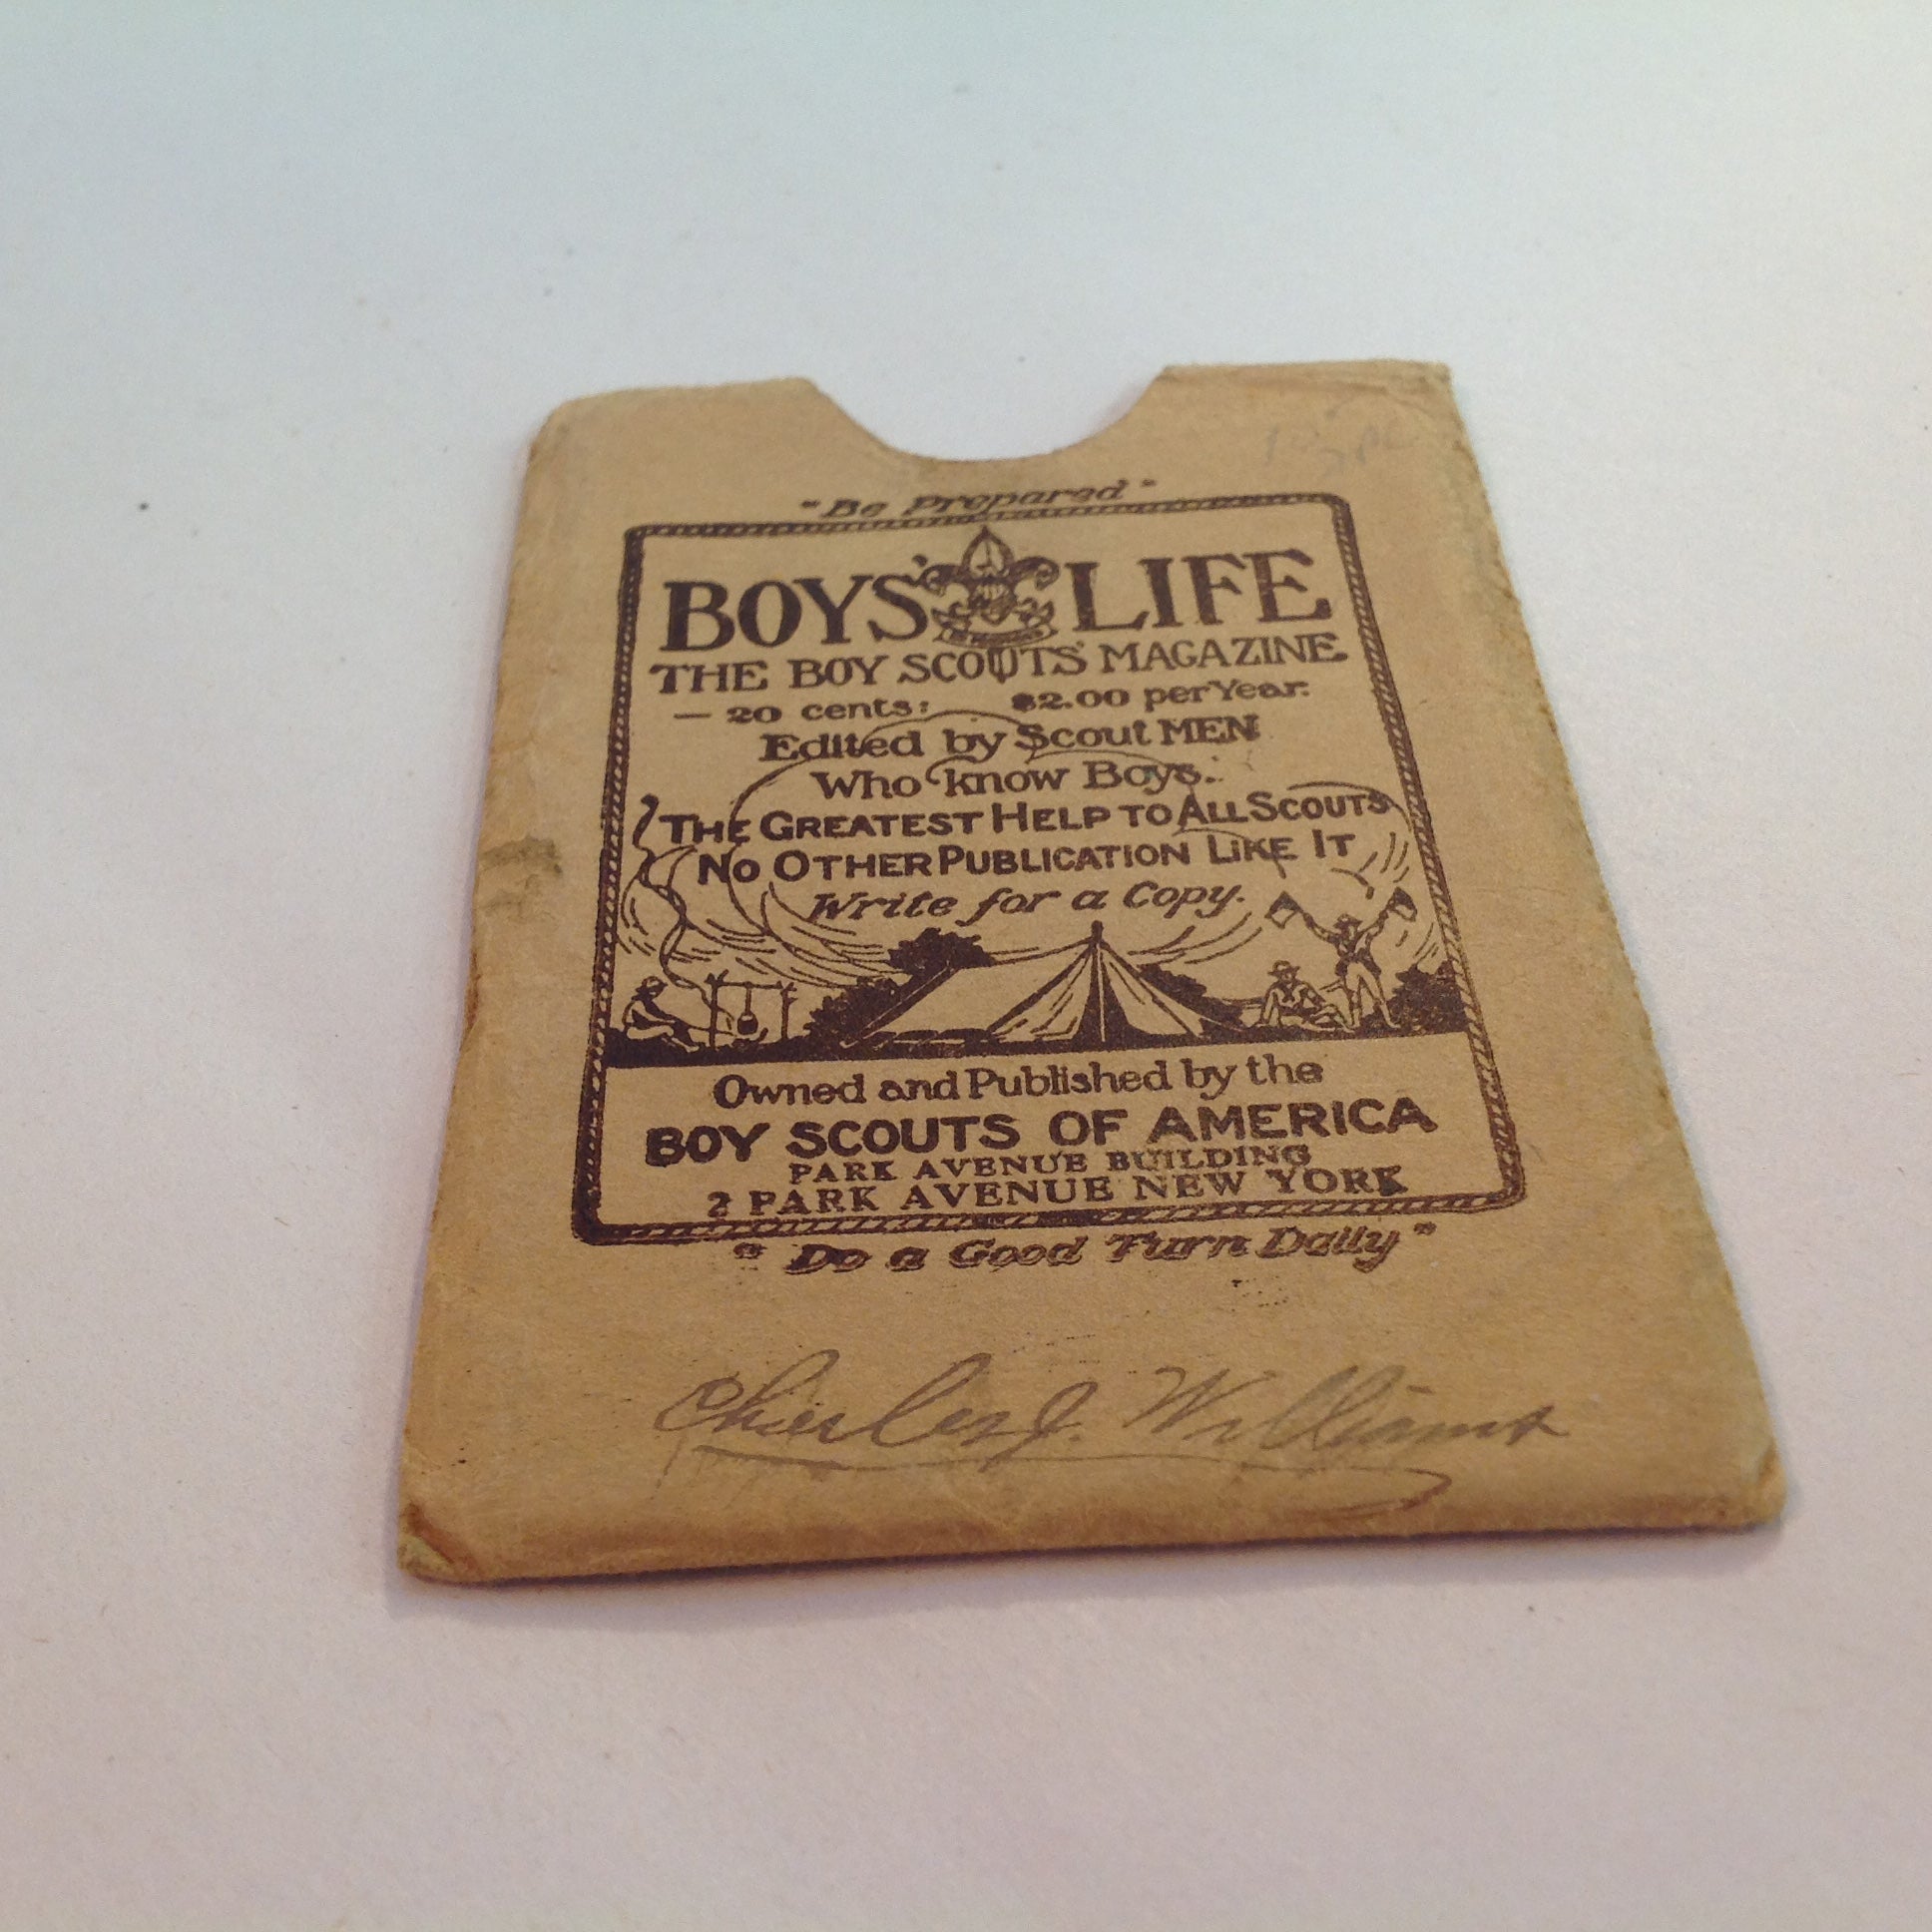 "Be Prepared"
BOYS' LIFE
THE BOY SCOUTS' MAGAZINE
— 20 cents: $2.00 per Year.
Edited by Scout MEN
Who know Boys.
THE GREATEST HELP TO ALL SCOUTS
NO OTHER PUBLICATION LIKE IT
Write for a Copy.
Owned and Published by the
BOY SCOUTS OF AMERICA
PARK AVENUE BUILDING
2 PARK AVENUE NEW YORK
"Do a Good Turn Daily"
Charles J. Williams